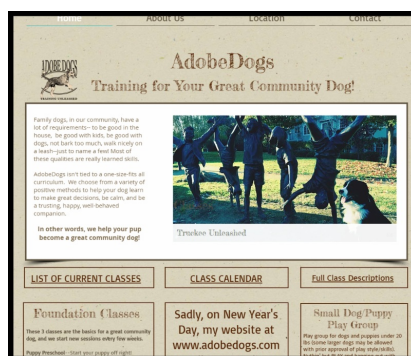 Home About Us Location Contact
ADOBE DOGS
TRAINING UNLEASHED
AdobeDogs
Training for Your Great Community Dog!
Family dogs, in our community, have a
lot of requirements-- to be good in the
house, be good with kids, be good with
dogs, not bark too much, walk nicely on
a leash--just to name a few! Most of
these qualities are really learned skills.
AdobeDogs isn't tied to a one-size-fits all
curriculum. We choose from a variety of
positive methods to help your dog learn
to make great decisions, be calm, and be
a trusting, happy, well-behaved
companion.
In other words, we help your pup
become a great community dog!
Truckee Unleashed
LIST OF CURRENT CLASSES
CLASS CALENDAR
Full Class Descriptions
Foundation Classes
These 3 classes are the basics for a great community
dog, and we start new sessions every few weeks.
Puppy Preschool--Start your puppy off right!
Sadly, on New Year's
Day, my website at
www.adobedogs.com
Small Dog/Puppy
Play Group
Play group for dogs and puppies under 20
lbs (some larger dogs may be allowed
with prior approval of play style/skills).